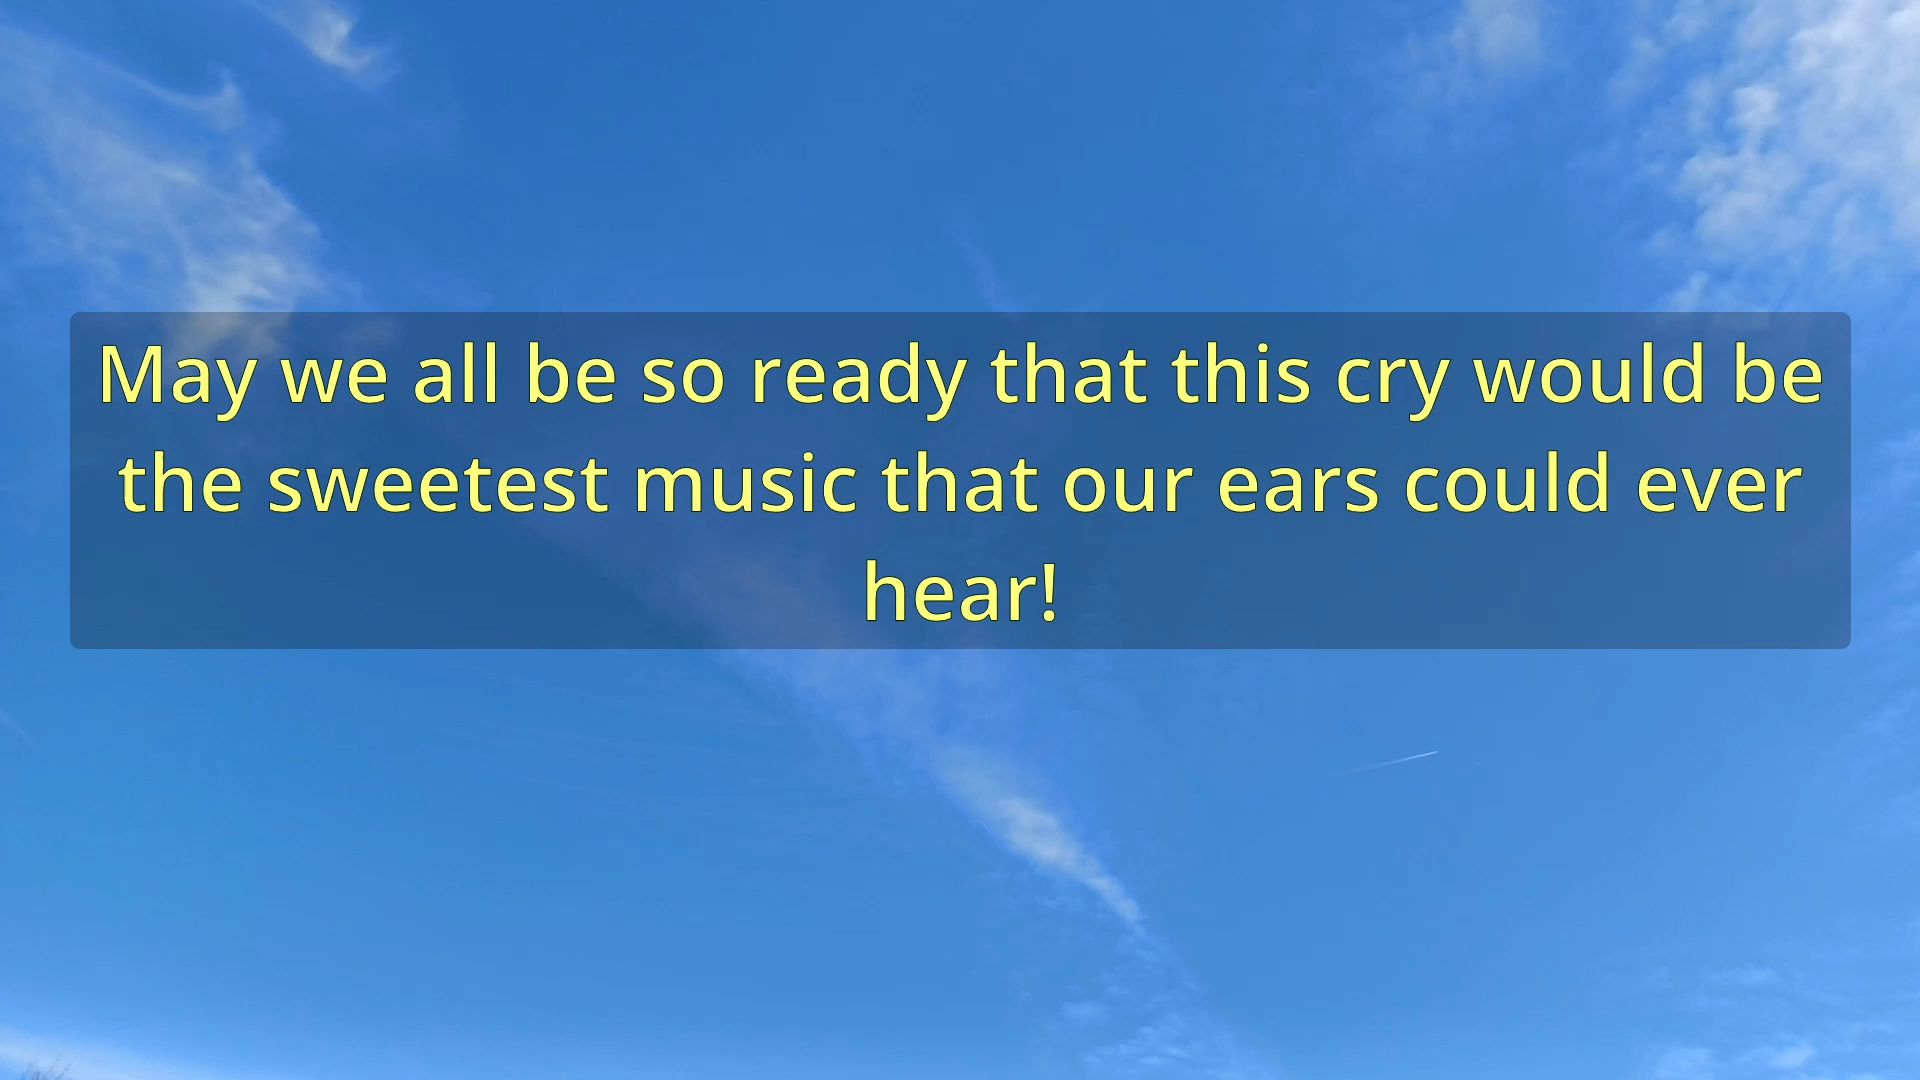 May we all be so ready that this cry would be
the sweetest music that our ears could ever
hear!